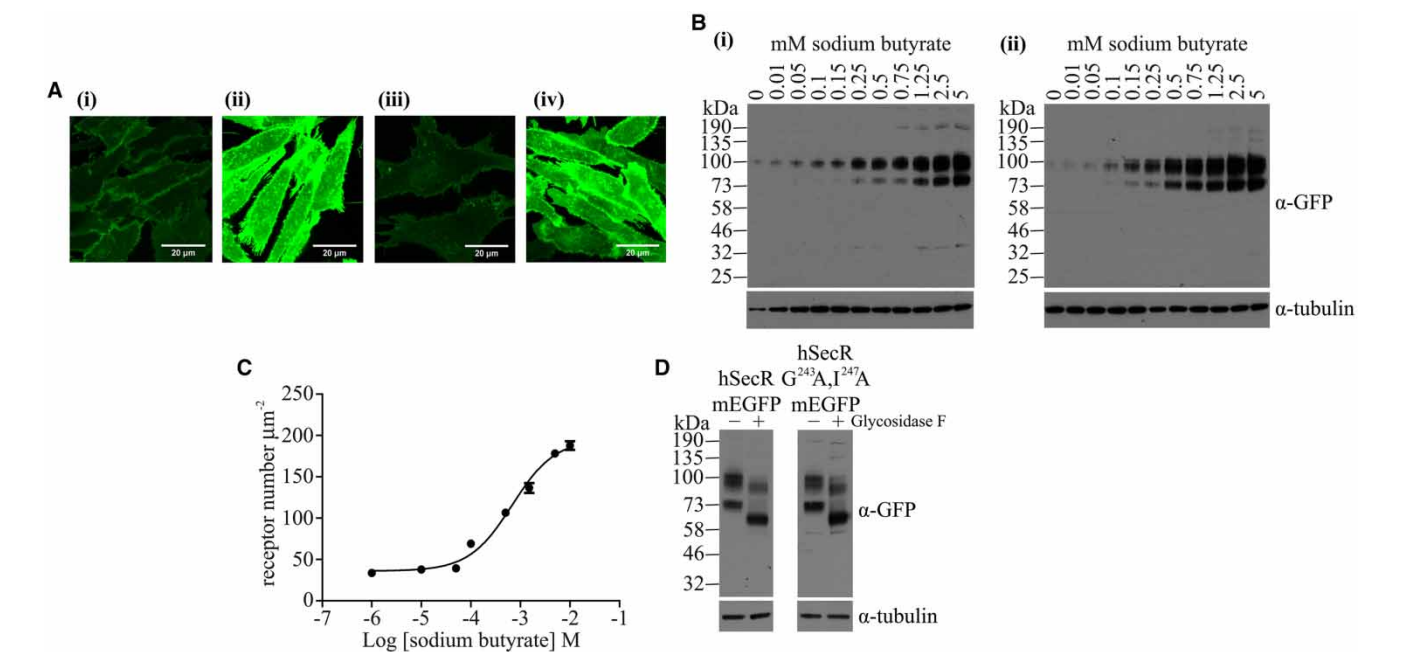 A
(i)
(ii)
(iii)
(iv)
20 μm
20 μm
20 μm
20 μm
B
(i)
mM sodium butyrate
0
0.01
0.05
0.1
0.15
0.25
0.5
0.75
1.25
2.5
5
kDa
190
135
100
73
58
46
32
25
(ii)
mM sodium butyrate
0
0.01
0.05
0.1
0.15
0.25
0.5
0.75
1.25
2.5
5
kDa
190
135
100
73
58
46
32
25
α-GFP
α-tubulin
C
receptor number μm⁻²
250
200
150
100
50
0
-7 -6 -5 -4 -3 -2 -1
Log [sodium butyrate] M
D
hSecR
mEGFP
hSecR
G²⁴³A,I²⁴⁷A
mEGFP
kDa − + − + Glycosidase F
190
135
100
73
58
46
32
α-GFP
α-tubulin